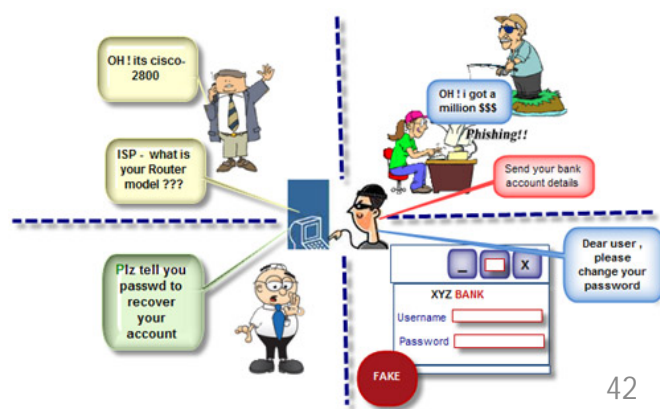 OH ! its cisco-
2800
ISP - what is
your Router
model ???
OH ! i got a
million $$$
Phishing!!
Send your bank
account details
Plz tell you
passwd to
recover
your
account
Dear user ,
please
change your
password
_ X
XYZ BANK
Username
Password
FAKE
42